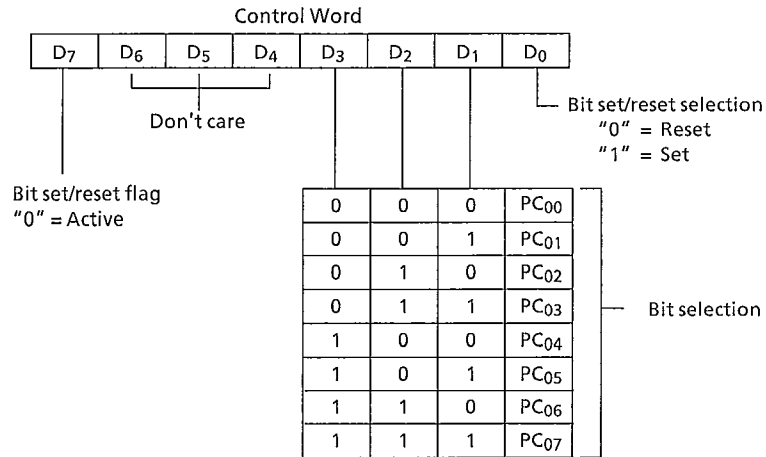 Control Word
D7 D6 D5 D4 D3 D2 D1 D0
Don't care
Bit set/reset selection
"0" = Reset
"1" = Set
Bit set/reset flag
"0" = Active
0 0 0 PC00
0 0 1 PC01
0 1 0 PC02
0 1 1 PC03
1 0 0 PC04
1 0 1 PC05
1 1 0 PC06
1 1 1 PC07
Bit selection